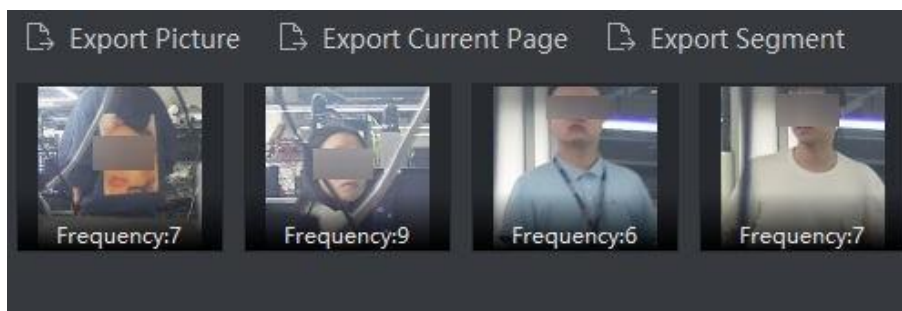 Export Picture Export Current Page Export Segment
Frequency:7 Frequency:9 Frequency:6 Frequency:7